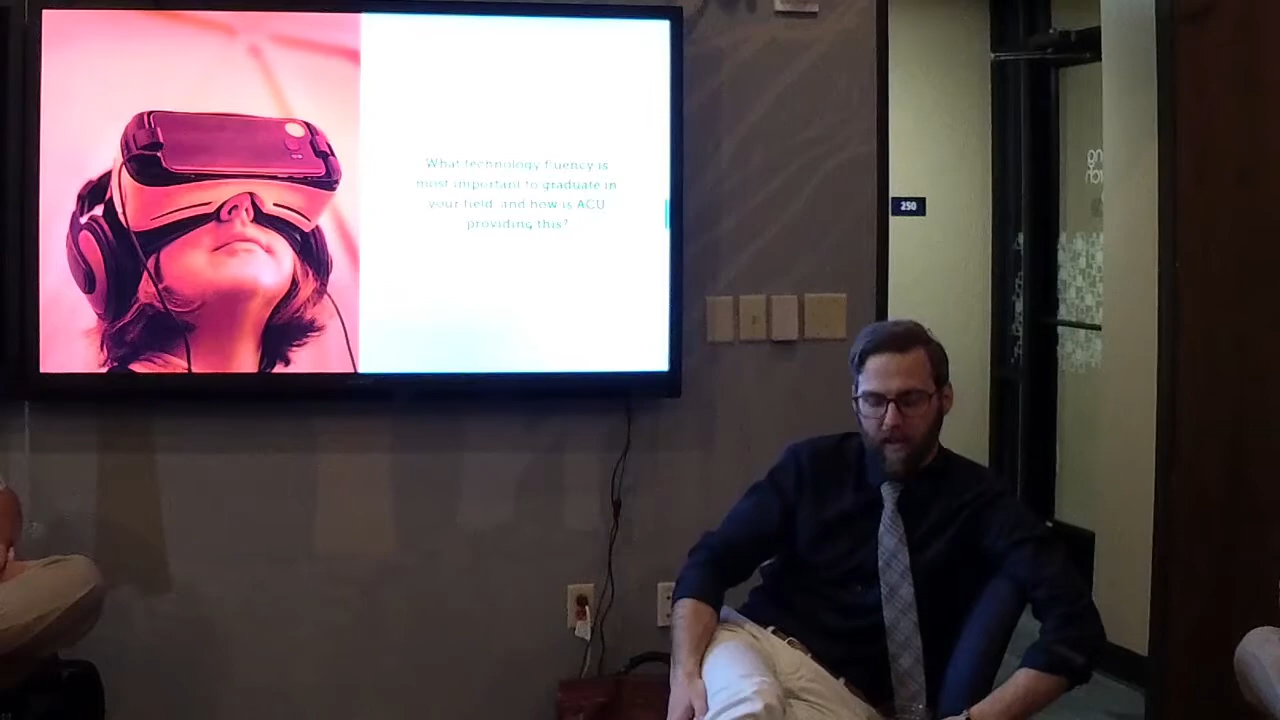 What technology fluency is
most important to graduate in
your field, and how is ACU
providing this?
250